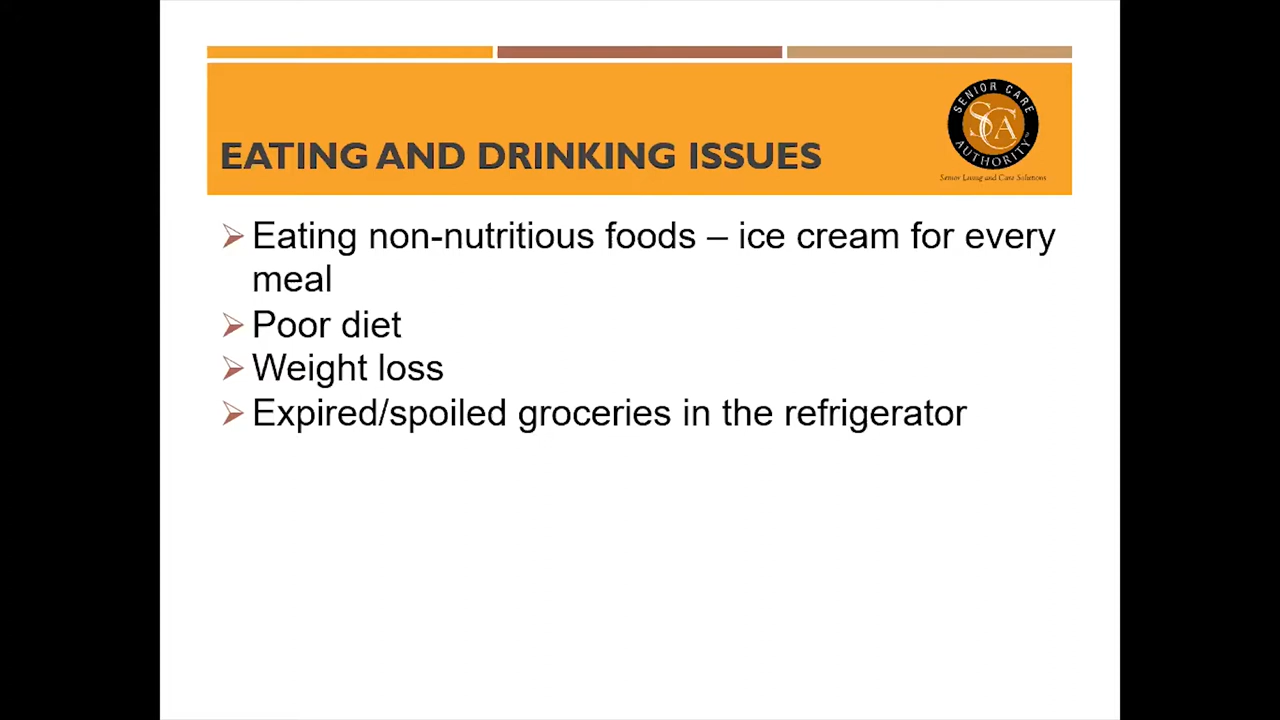 SENIOR CARE
SCA
AUTHORITY
Senior Living and Care Solutions
EATING AND DRINKING ISSUES
Eating non-nutritious foods – ice cream for every
meal
Poor diet
Weight loss
Expired/spoiled groceries in the refrigerator